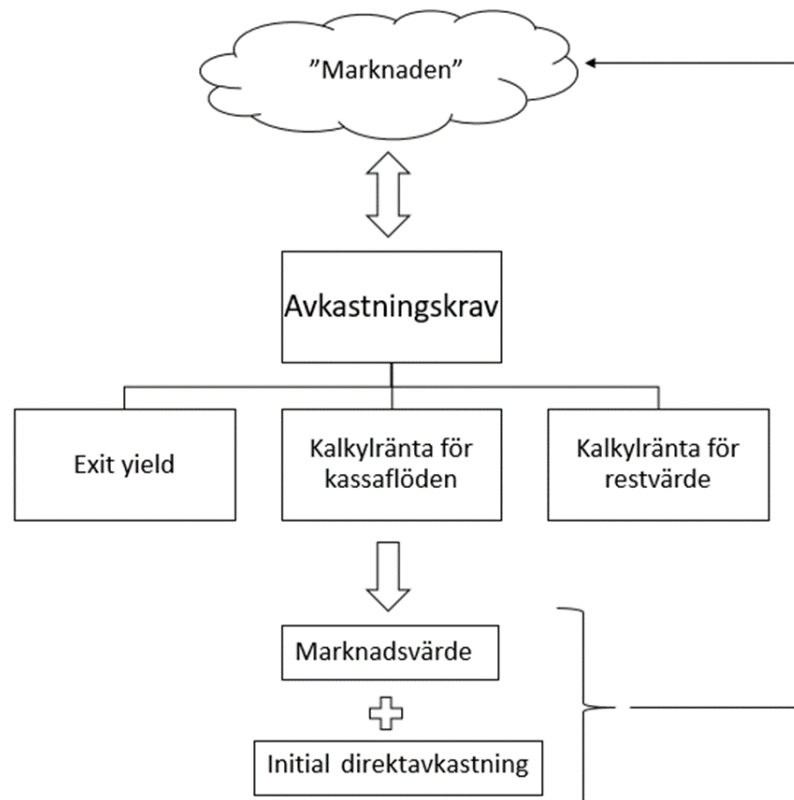 ”Marknaden”
Avkastningskrav
Exit yield
Kalkylränta för
kassaflöden
Kalkylränta för
restvärde
Marknadsvärde
Initial direktavkastning